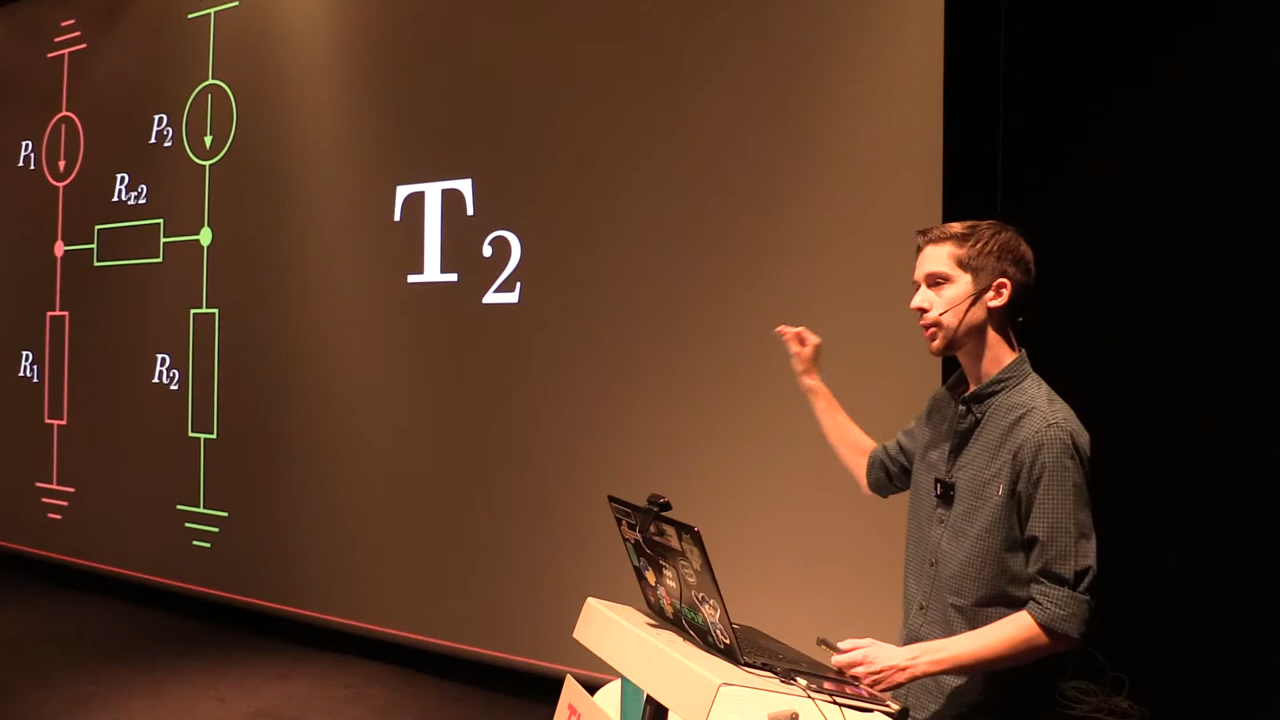 P₁
P₂
Rₓ₂
R₁
R₂
T₂